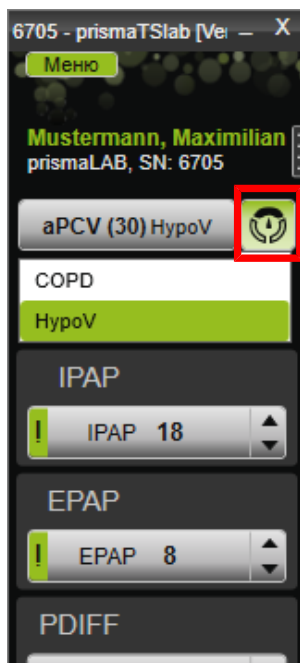 6705 - prismaTSlab [Ver
Меню
Mustermann, Maximilian
prismaLAB, SN: 6705
aPCV (30) HypoV
COPD
HypoV
IPAP
IPAP 18
EPAP
EPAP 8
PDIFF